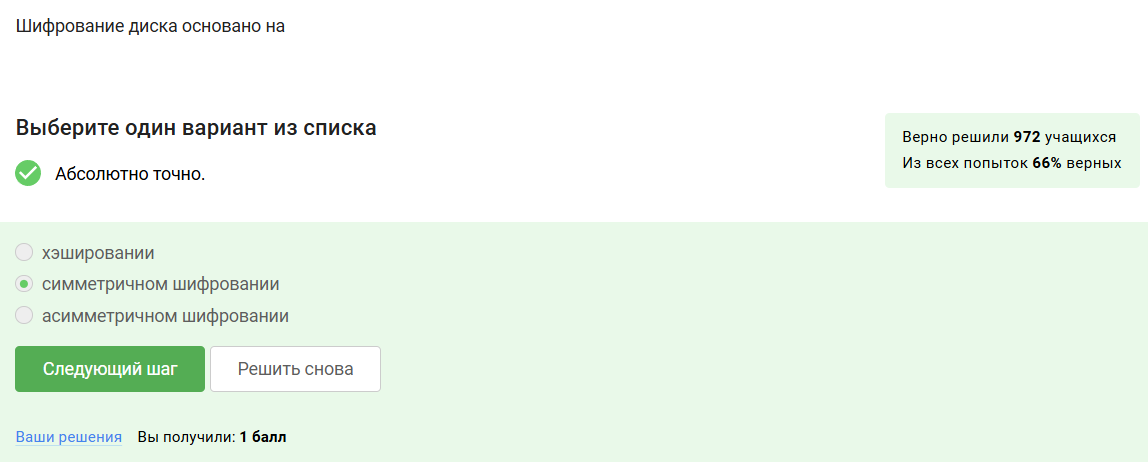 Шифрование диска основано на
Выберите один вариант из списка
Верно решили 972 учащихся
Из всех попыток 66% верных
Абсолютно точно.
хэшировании
симметричном шифровании
асимметричном шифровании
Следующий шаг Решить снова
Ваши решения Вы получили: 1 балл